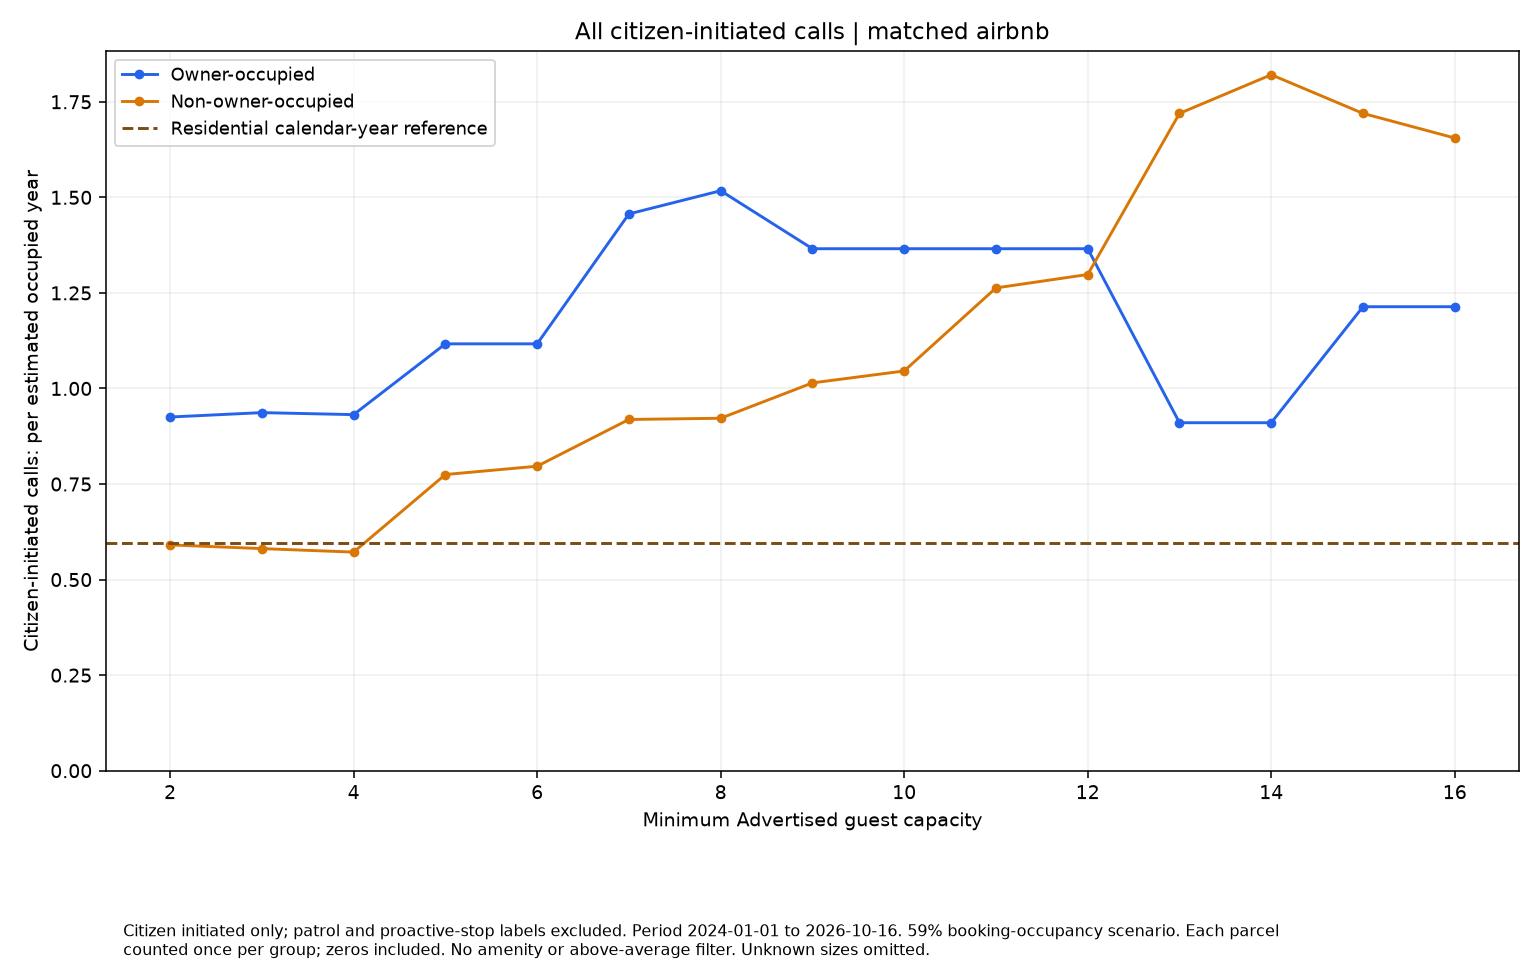 All citizen-initiated calls | matched airbnb
Owner-occupied
Non-owner-occupied
Residential calendar-year reference
Citizen-initiated calls: per estimated occupied year
1.75
1.50
1.25
1.00
0.75
0.50
0.25
0.00
2 4 6 8 10 12 14 16
Minimum Advertised guest capacity
Citizen initiated only; patrol and proactive-stop labels excluded. Period 2024-01-01 to 2026-10-16. 59% booking-occupancy scenario. Each parcel
counted once per group; zeros included. No amenity or above-average filter. Unknown sizes omitted.